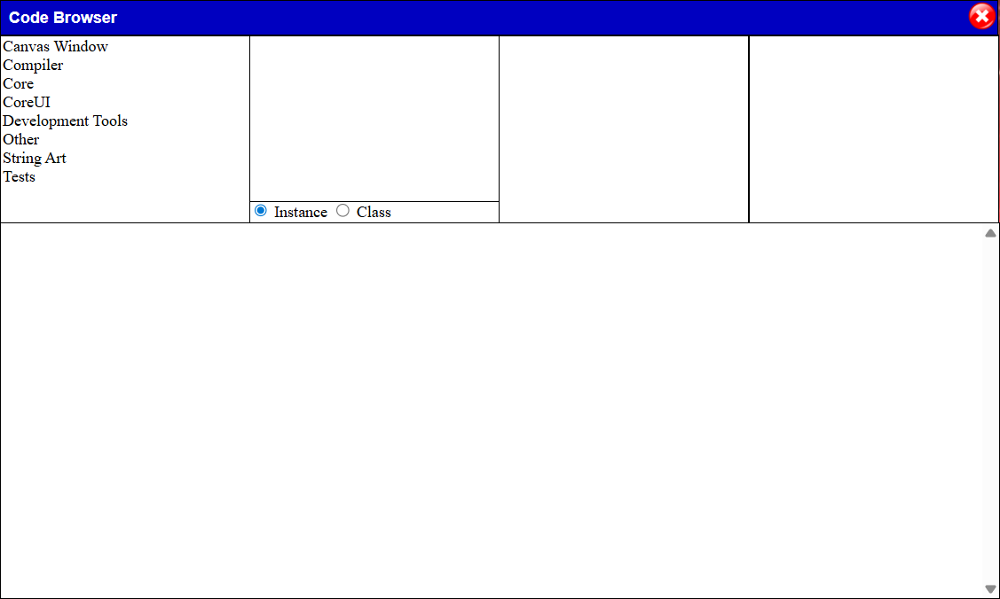 Code Browser
Canvas Window
Compiler
Core
CoreUI
Development Tools
Other
String Art
Tests
Instance Class